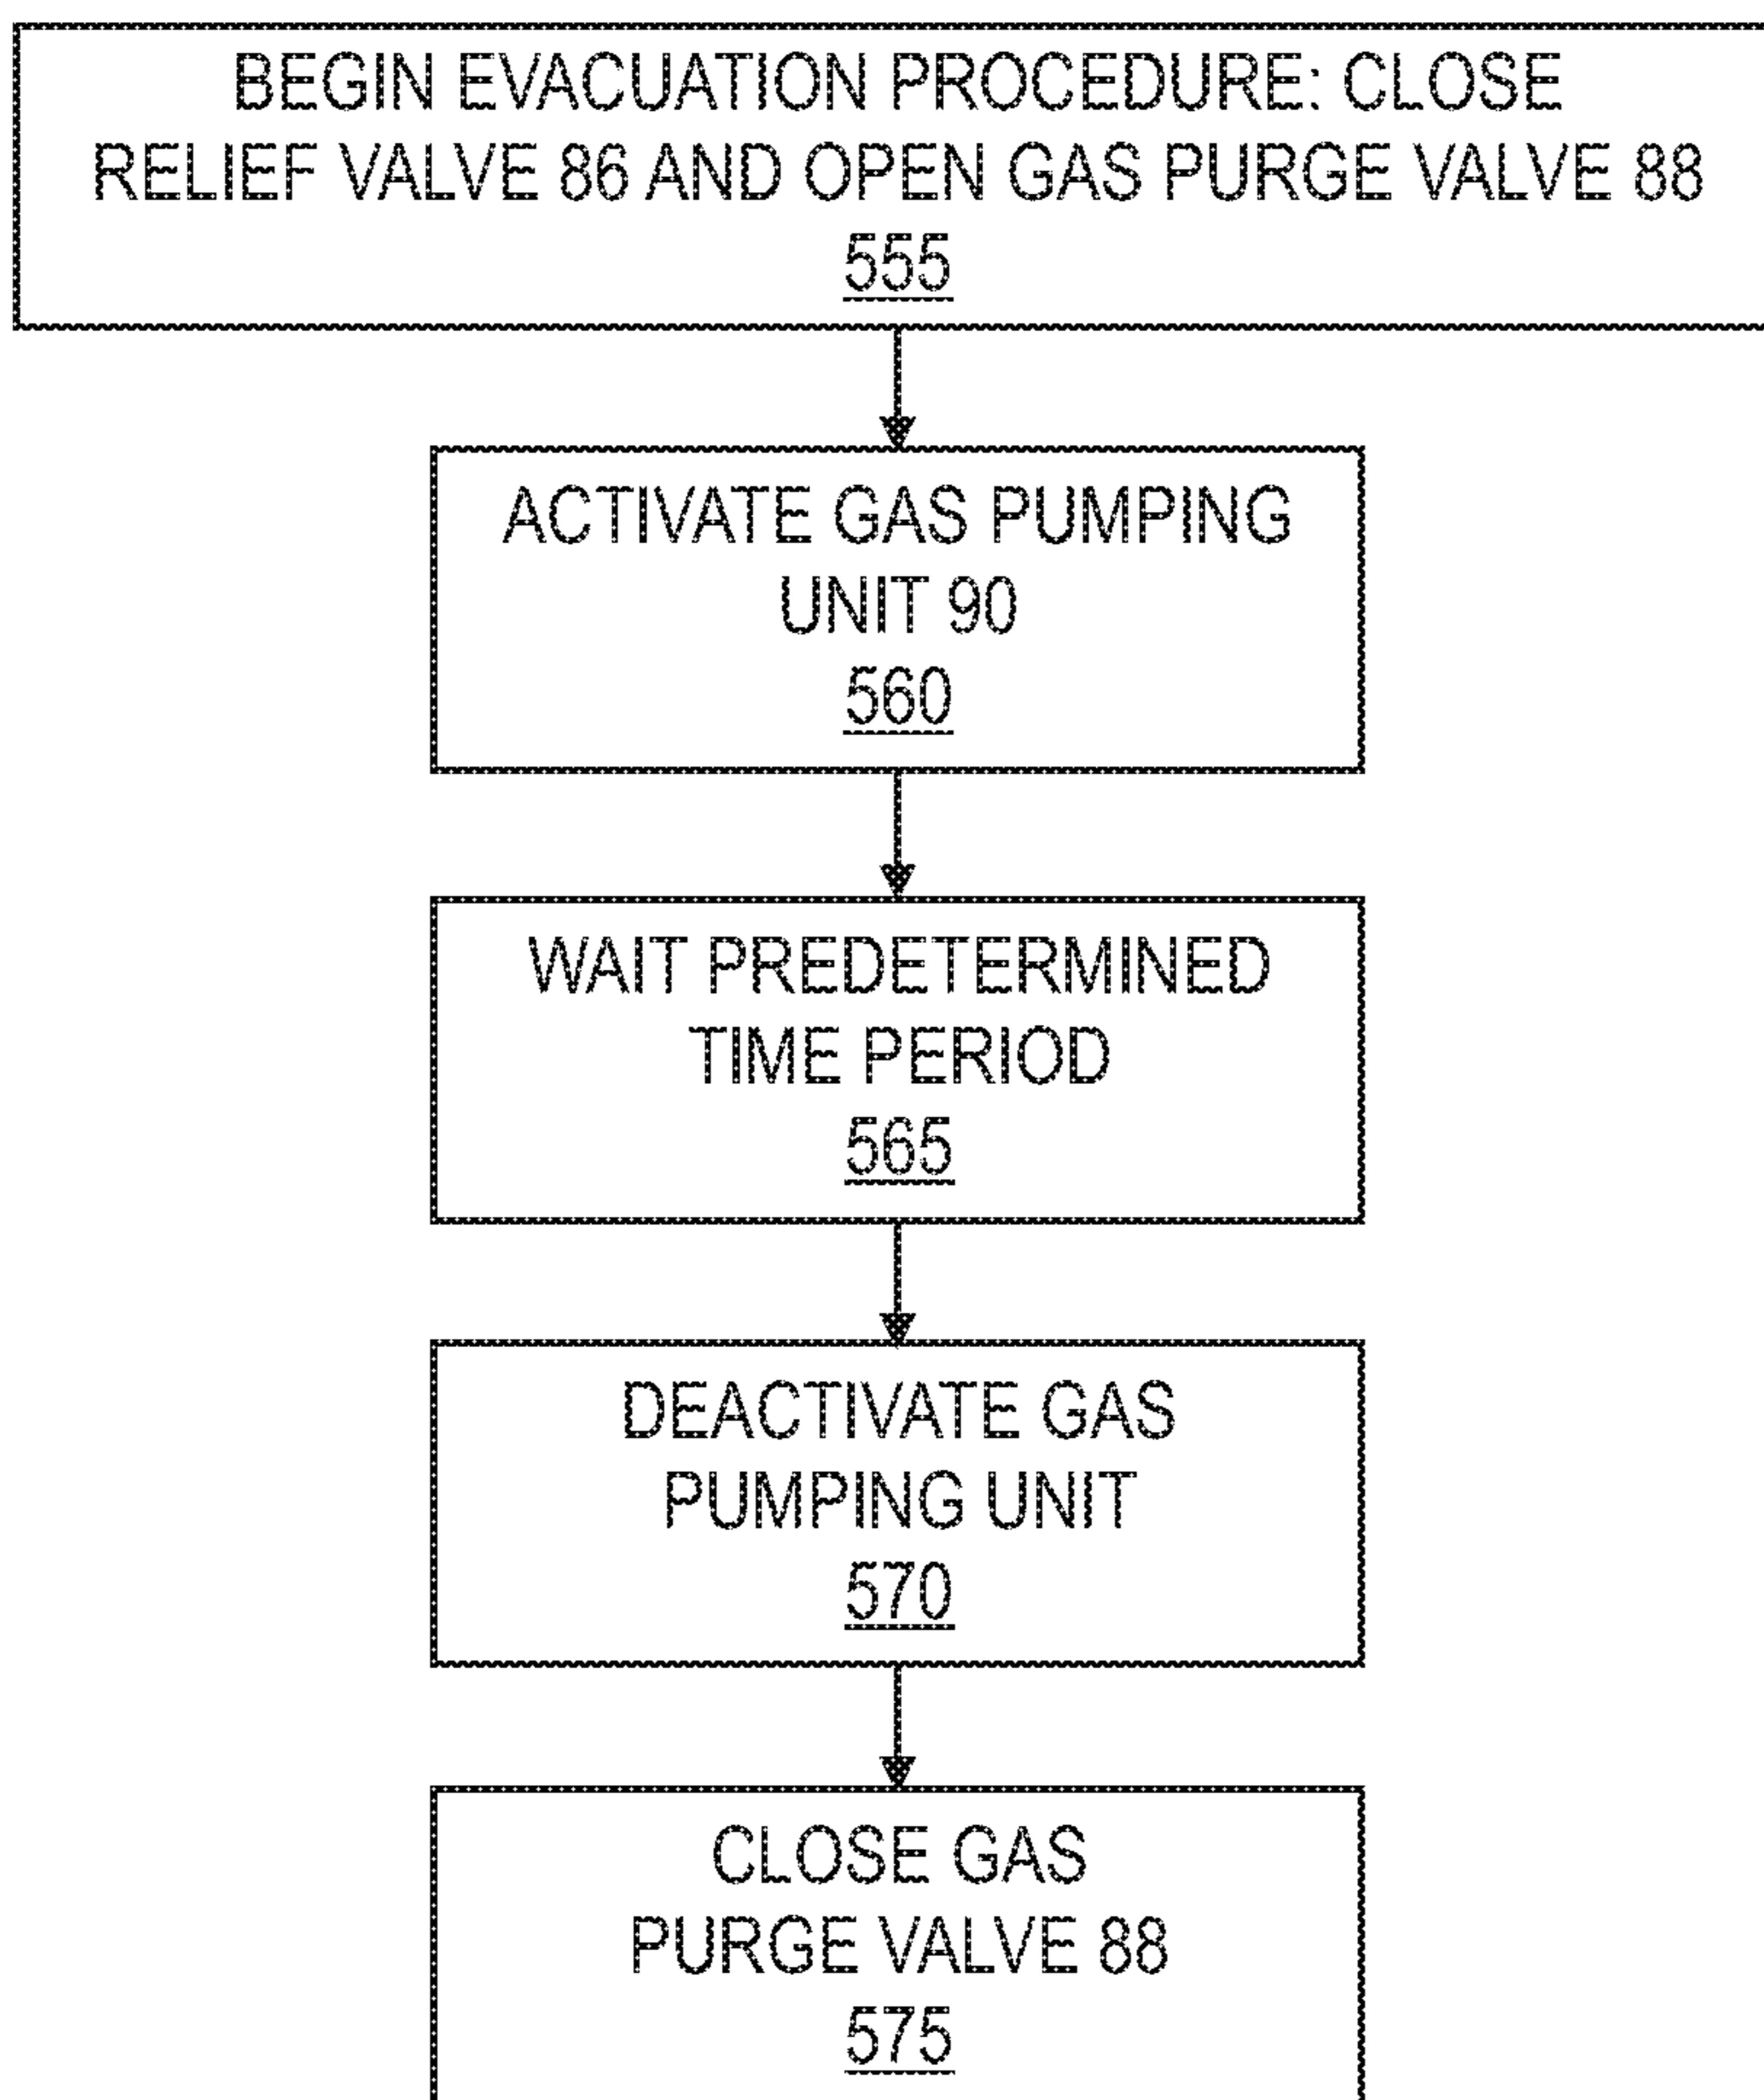 BEGIN EVACUATION PROCEDURE: CLOSE
RELIEF VALVE 86 AND OPEN GAS PURGE VALVE 88
555
ACTIVATE GAS PUMPING
UNIT 90
560
WAIT PREDETERMINED
TIME PERIOD
565
DEACTIVATE GAS
PUMPING UNIT
570
CLOSE GAS
PURGE VALVE 88
575